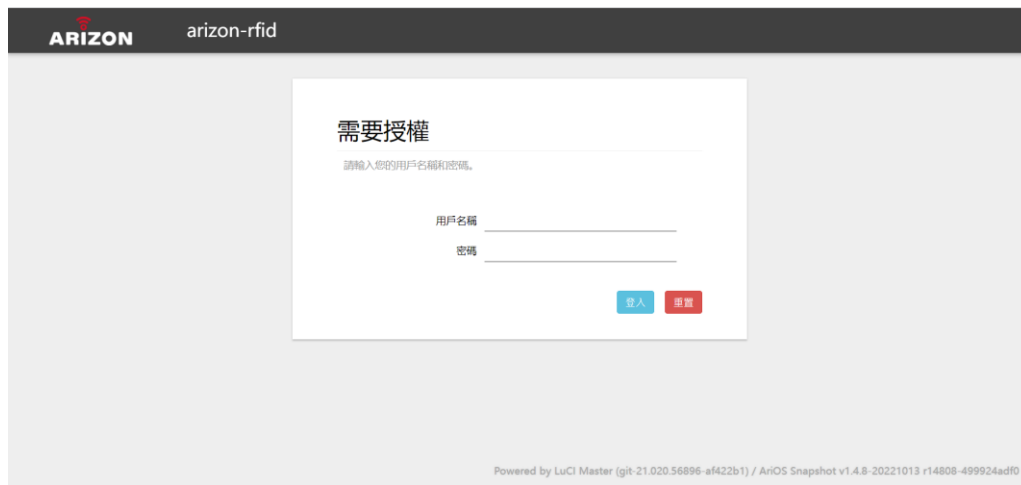 ARIZON arizon-rfid
需要授權
請輸入您的用戶名稱和密碼。
用戶名稱
密碼
登入 重置
Powered by LuCI Master (git-21.020.56896-af422b1) / AriOS Snapshot v1.4.8-20221013 r14808-499924adf0